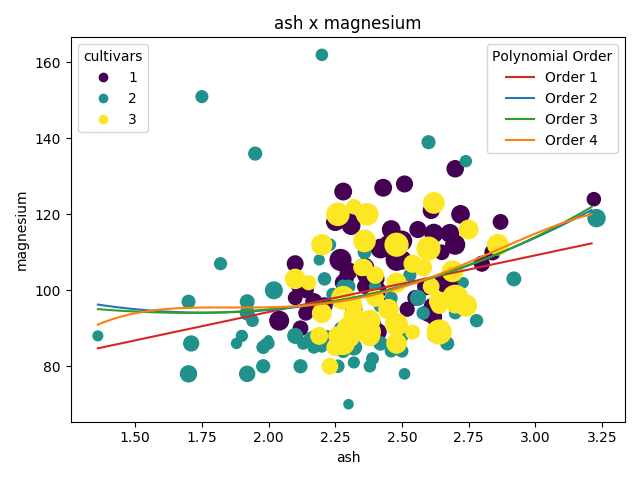 ash x magnesium
cultivars
1
2
3
Polynomial Order
Order 1
Order 2
Order 3
Order 4
magnesium
160
140
120
100
80
1.50 1.75 2.00 2.25 2.50 2.75 3.00 3.25
ash